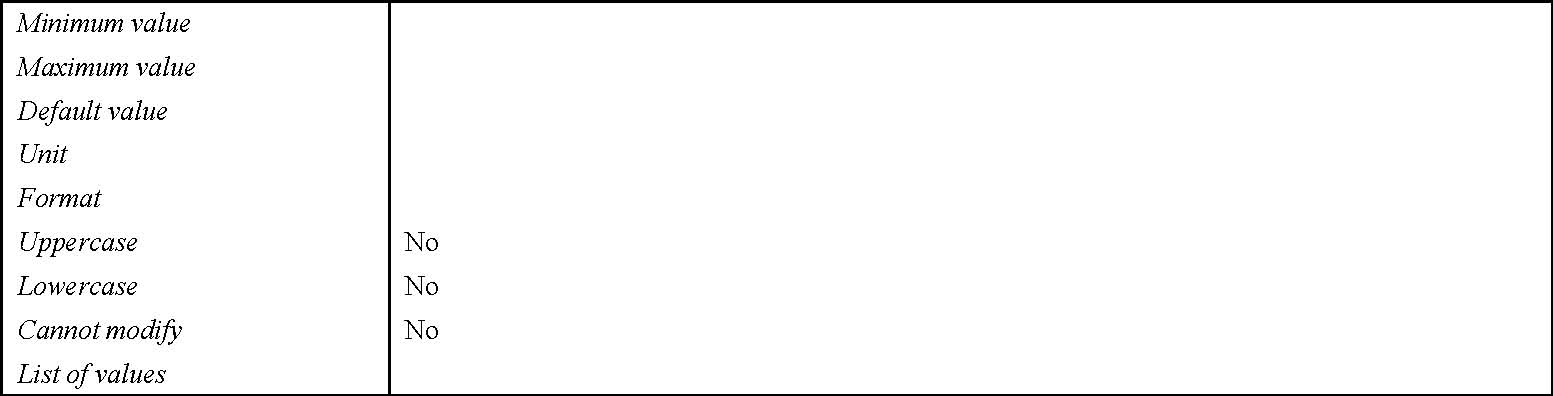 Minimum value
Maximum value
Default value
Unit
Format
Uppercase No
Lowercase No
Cannot modify No
List of values